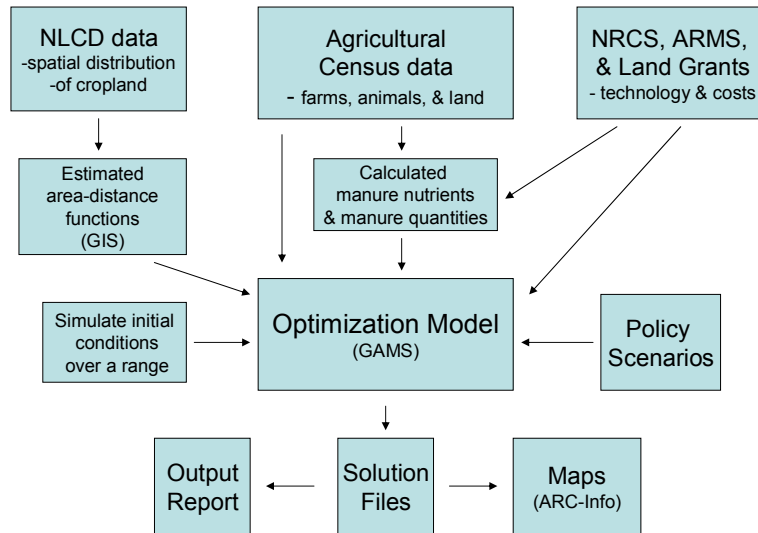 NLCD data
-spatial distribution
-of cropland
Agricultural
Census data
- farms, animals, & land
NRCS, ARMS,
& Land Grants
- technology & costs
Estimated
area-distance
functions
(GIS)
Calculated
manure nutrients
& manure quantities
Simulate initial
conditions
over a range
Optimization Model
(GAMS)
Policy
Scenarios
Output
Report
Solution
Files
Maps
(ARC-Info)